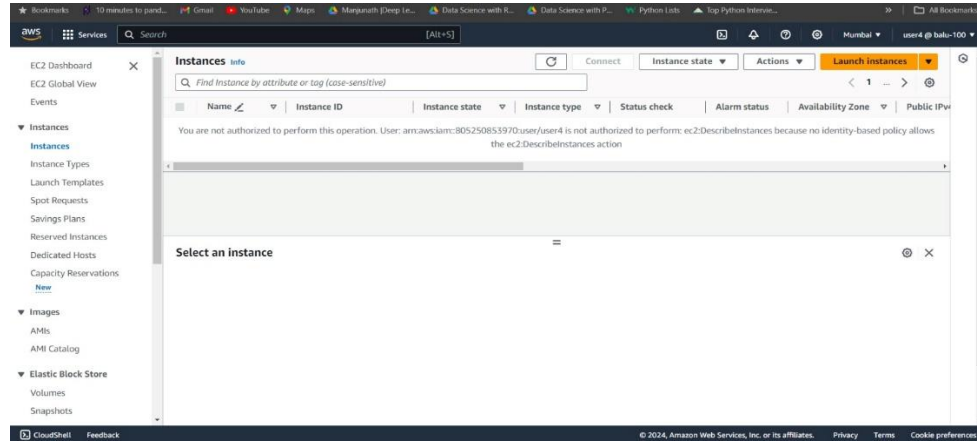 Bookmarks 10 minutes to pand... Gmail YouTube Maps Manjunath (Deep Le... Data Science with R... Data Science with P... Python Lists Top Python Intervie... » All Bookmarks
aws Services Search [Alt+S] Mumbai ▼ user4 @ balu-100 ▼
EC2 Dashboard
EC2 Global View
Events
▼ Instances
Instances
Instance Types
Launch Templates
Spot Requests
Savings Plans
Reserved Instances
Dedicated Hosts
Capacity Reservations
New
▼ Images
AMIs
AMI Catalog
▼ Elastic Block Store
Volumes
Snapshots
Instances Info Connect Instance state ▼ Actions ▼ Launch instances ▼
Find Instance by attribute or tag (case-sensitive) < 1 ... >
Name Instance ID Instance state Instance type Status check Alarm status Availability Zone Public IPv
You are not authorized to perform this operation. User: arn:aws:iam::805250853970:user/user4 is not authorized to perform: ec2:DescribeInstances because no identity-based policy allows
the ec2:DescribeInstances action
Select an instance
CloudShell Feedback © 2024, Amazon Web Services, Inc. or its affiliates. Privacy Terms Cookie preferences